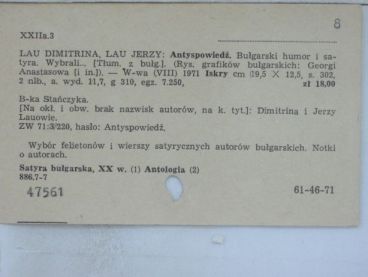 8
XXIIa.3
LAU DIMITRINA, LAU JERZY: Antyspowiedź. Bułgarski humor i sa-
tyra. Wybrali.., [Tłum. z bułg.]. (Rys. grafików bułgarskich: Georgi
Anastasowa [i in.]). — W-wa (VIII) 1971 Iskry cm (19,5 X 12,5, s. 302,
2 nlb., a. wyd. 11,7, g 310, egz. 7.250, zł 18,00
B-ka Stańczyka.
[Na okł. i obw. brak nazwisk autorów, na k. tyt.]: Dimitrina i Jerzy
Lauowie.
ZW 71:3/220, hasło: Antyspowiedź.
Wybór felietonów i wierszy satyrycznych autorów bułgarskich. Notki
o autorach.
Satyra bułgarska, XX w. (1) Antologia (2)
886.7-7
47561
61-46-71